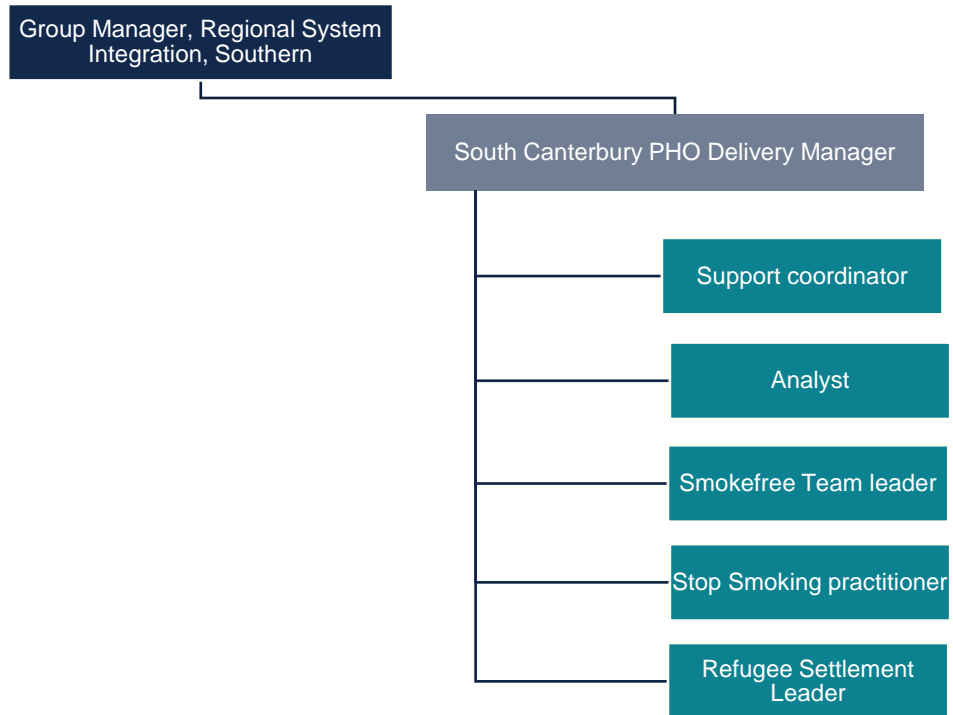 Group Manager, Regional System
Integration, Southern
South Canterbury PHO Delivery Manager
Support coordinator
Analyst
Smokefree Team leader
Stop Smoking practitioner
Refugee Settlement
Leader